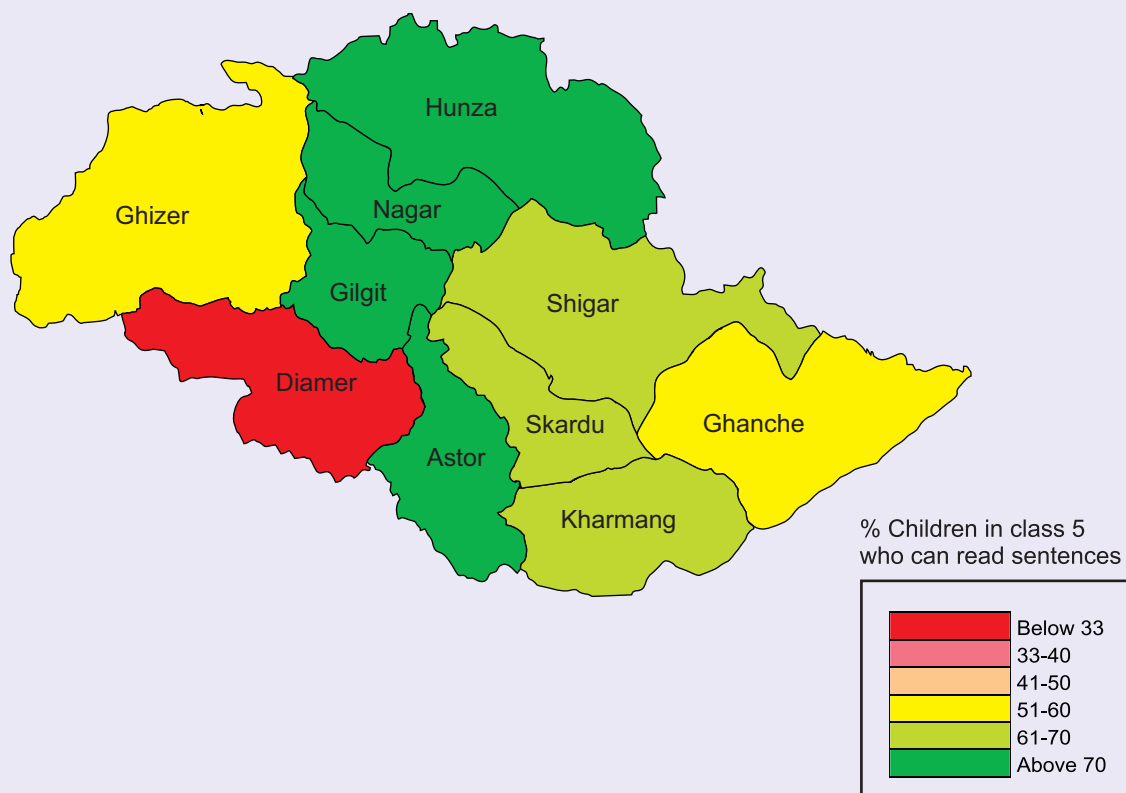 Hunza
Nagar
Ghizer
Gilgit
Shigar
Diamer
Skardu
Ghanche
Astor
Kharmang
% Children in class 5
who can read sentences
Below 33
33-40
41-50
51-60
61-70
Above 70